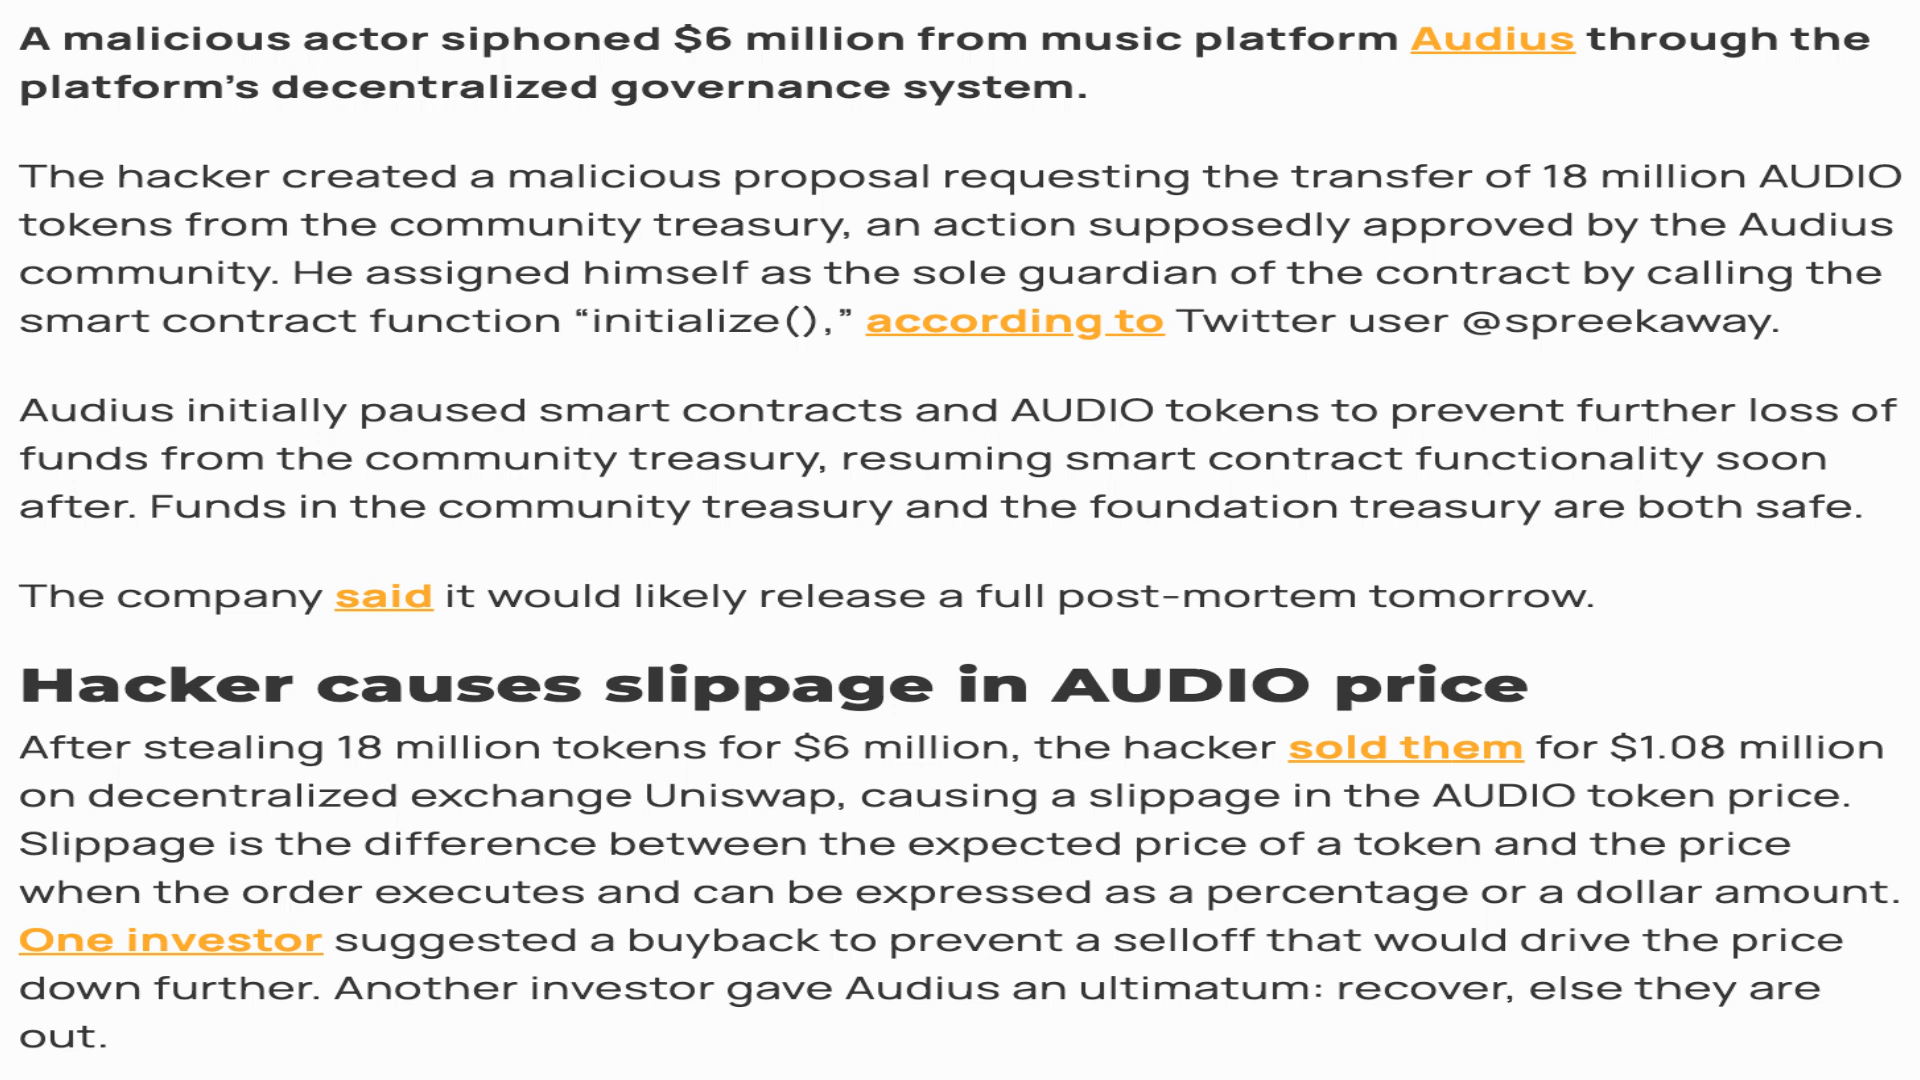 A malicious actor siphoned $6 million from music platform Audius through the
platform’s decentralized governance system.
The hacker created a malicious proposal requesting the transfer of 18 million AUDIO
tokens from the community treasury, an action supposedly approved by the Audius
community. He assigned himself as the sole guardian of the contract by calling the
smart contract function “initialize(),” according to Twitter user @spreekaway.
Audius initially paused smart contracts and AUDIO tokens to prevent further loss of
funds from the community treasury, resuming smart contract functionality soon
after. Funds in the community treasury and the foundation treasury are both safe.
The company said it would likely release a full post-mortem tomorrow.
Hacker causes slippage in AUDIO price
After stealing 18 million tokens for $6 million, the hacker sold them for $1.08 million
on decentralized exchange Uniswap, causing a slippage in the AUDIO token price.
Slippage is the difference between the expected price of a token and the price
when the order executes and can be expressed as a percentage or a dollar amount.
One investor suggested a buyback to prevent a selloff that would drive the price
down further. Another investor gave Audius an ultimatum: recover, else they are
out.